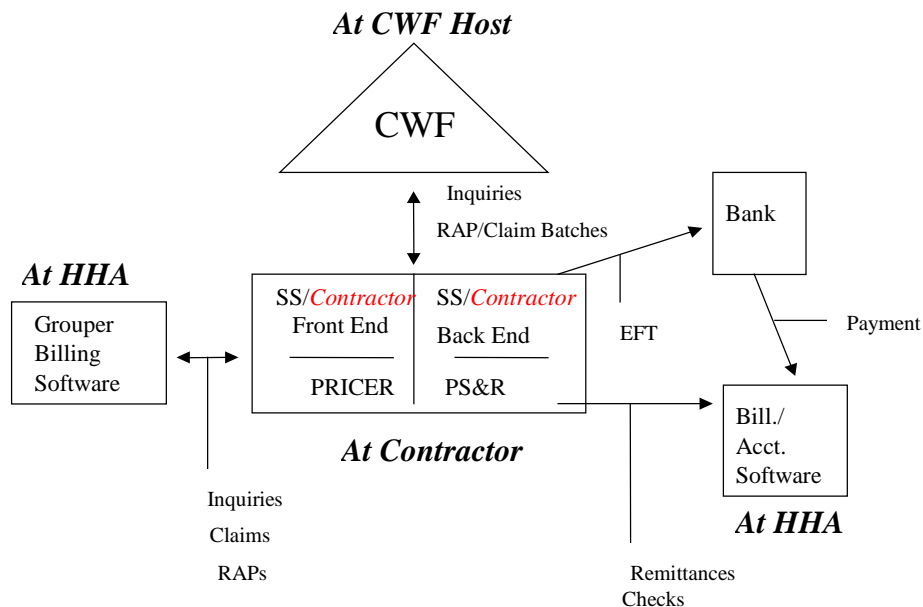 At CWF Host
CWF
Inquiries
RAP/Claim Batches
Bank
At HHA
Grouper
Billing
Software
SS/Contractor
Front End
PRICER
SS/Contractor
Back End
PS&R
EFT
Payment
At Contractor
Bill./
Acct.
Software
At HHA
Inquiries
Claims
RAPs
Remittances
Checks